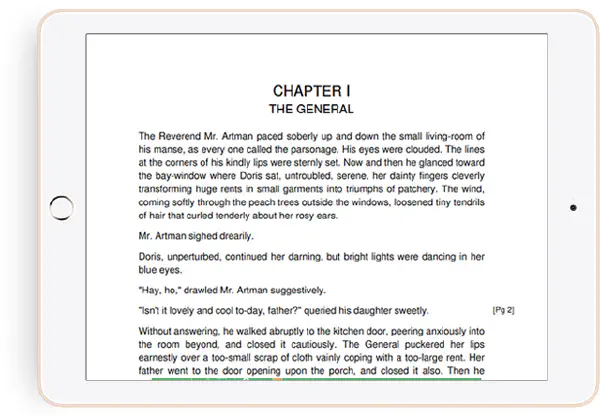 CHAPTER I
THE GENERAL
The Reverend Mr. Artman paced soberly up and down the small living-room of
his manse, as every one called the parsonage. His eyes were clouded. The lines
at the corners of his kindly lips were sternly set. Now and then he glanced toward
the bay-window where Doris sat, untroubled, serene, her dainty fingers cleverly
transforming huge rents in small garments into triumphs of patchery. The wind,
coming softly through the peach trees outside the windows, loosened tiny tendrils
of hair that curled tenderly about her rosy ears.
Mr. Artman sighed drearily.
Doris, unperturbed, continued her darning, but bright lights were dancing in her
blue eyes.
"Hay, ho," drawled Mr. Artman suggestively.
"Isn't it lovely and cool to-day, father?" queried his daughter sweetly. [Pg 2]
Without answering, he walked abruptly to the kitchen door, peering anxiously into
the room beyond, and closed it cautiously. The General puckered her lips
earnestly over a too-small scrap of cloth vainly coping with a too-large rent. Her
father went to the door opening upon the porch, and closed it also. Then he